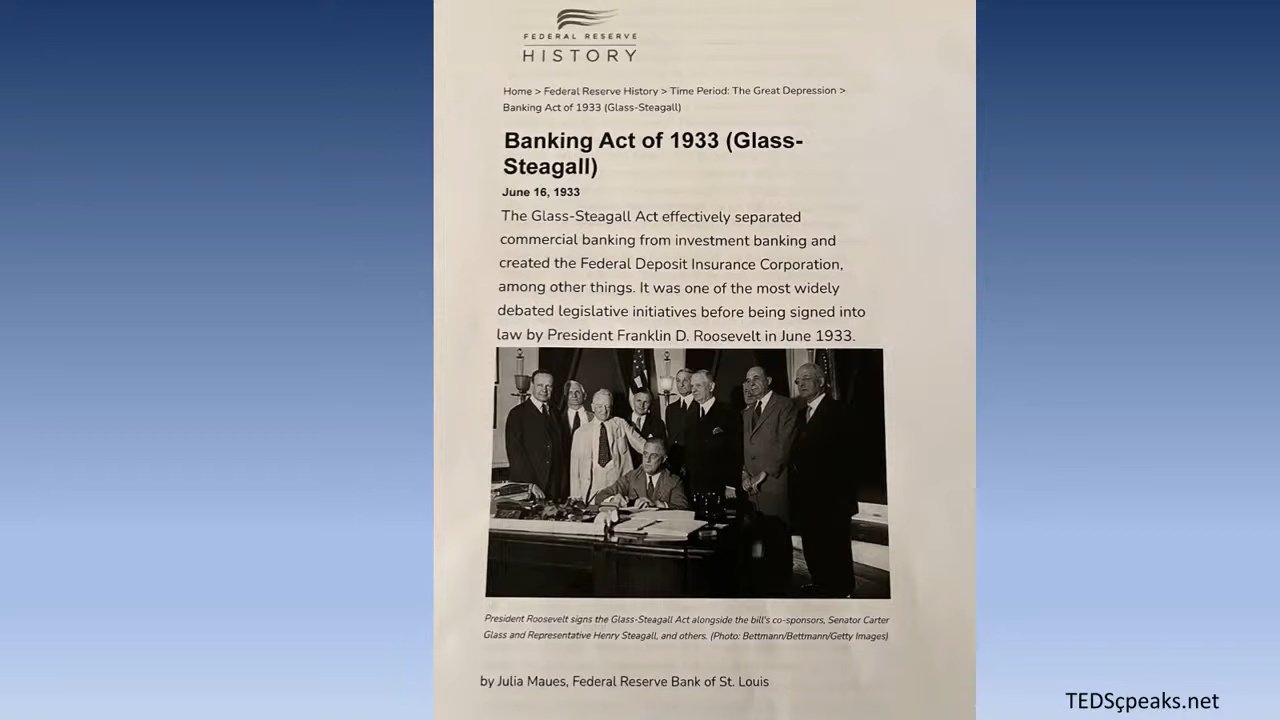 FEDERAL RESERVE
HISTORY
Home > Federal Reserve History > Time Period: The Great Depression >
Banking Act of 1933 (Glass-Steagall)
Banking Act of 1933 (Glass-
Steagall)
June 16, 1933
The Glass-Steagall Act effectively separated
commercial banking from investment banking and
created the Federal Deposit Insurance Corporation,
among other things. It was one of the most widely
debated legislative initiatives before being signed into
law by President Franklin D. Roosevelt in June 1933.
President Roosevelt signs the Glass-Steagall Act alongside the bill's co-sponsors, Senator Carter
Glass and Representative Henry Steagall, and others. (Photo: Bettmann/Bettmann/Getty Images)
by Julia Maues, Federal Reserve Bank of St. Louis
TEDSçpeaks.net